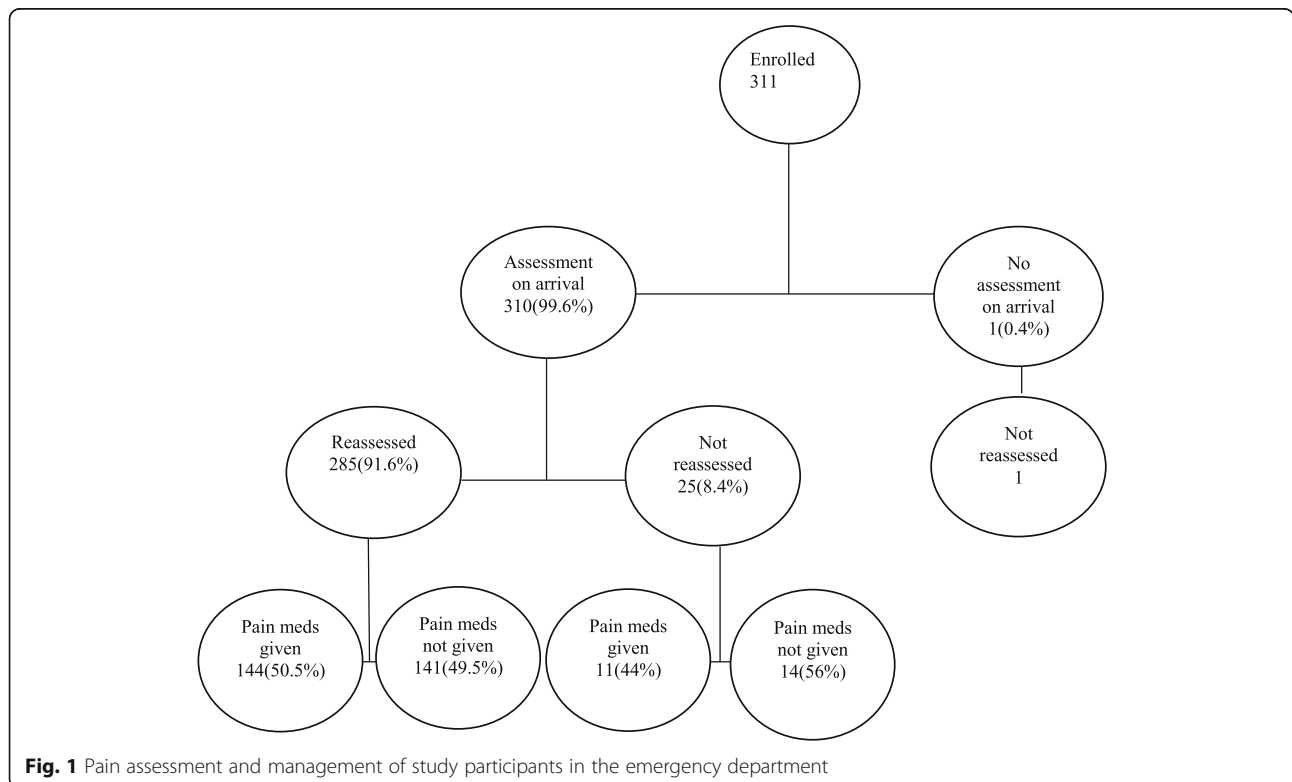 Enrolled
311
Assessment
on arrival
310(99.6%)
No
assessment
on arrival
1(0.4%)
Reassessed
285(91.6%)
Not
reassessed
25(8.4%)
Not
reassessed
1
Pain meds
given
144(50.5%)
Pain meds
not given
141(49.5%)
Pain meds
given
11(44%)
Pain meds
not given
14(56%)
Fig. 1 Pain assessment and management of study participants in the emergency department